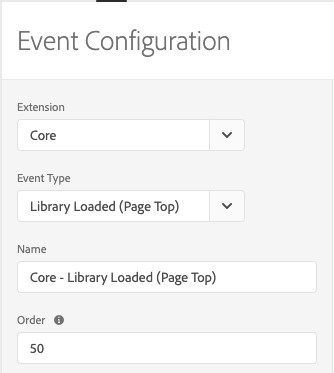 Event Configuration
Extension
Core
Event Type
Library Loaded (Page Top)
Name
Core - Library Loaded (Page Top)
Order
50